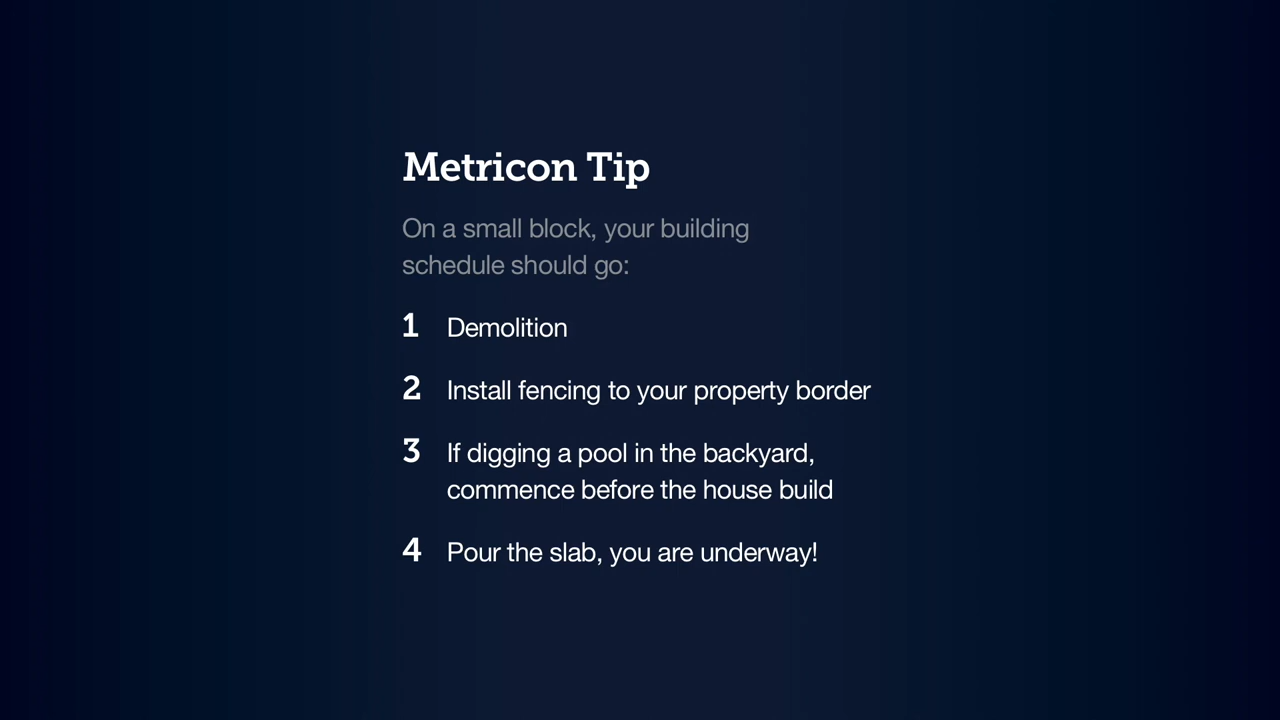 Metricon Tip
On a small block, your building
schedule should go:
1 Demolition
2 Install fencing to your property border
3 If digging a pool in the backyard,
commence before the house build
4 Pour the slab, you are underway!